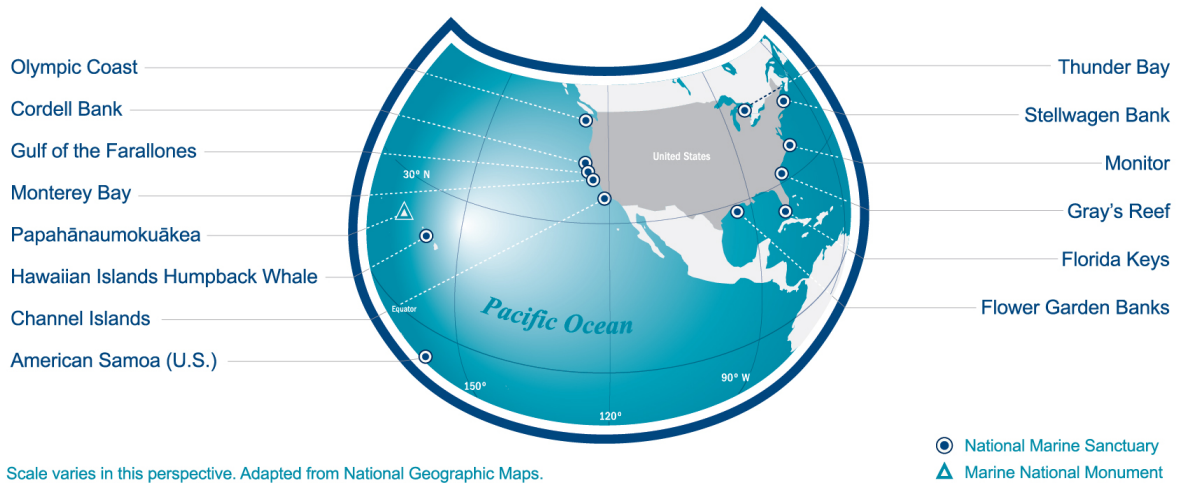 Olympic Coast
Cordell Bank
Gulf of the Farallones
Monterey Bay
Papahānaumokuākea
Hawaiian Islands Humpback Whale
Channel Islands
American Samoa (U.S.)
30° N
United States
Equator
Pacific Ocean
150°
120°
90° W
Thunder Bay
Stellwagen Bank
Monitor
Gray's Reef
Florida Keys
Flower Garden Banks
National Marine Sanctuary
Marine National Monument
Scale varies in this perspective. Adapted from National Geographic Maps.